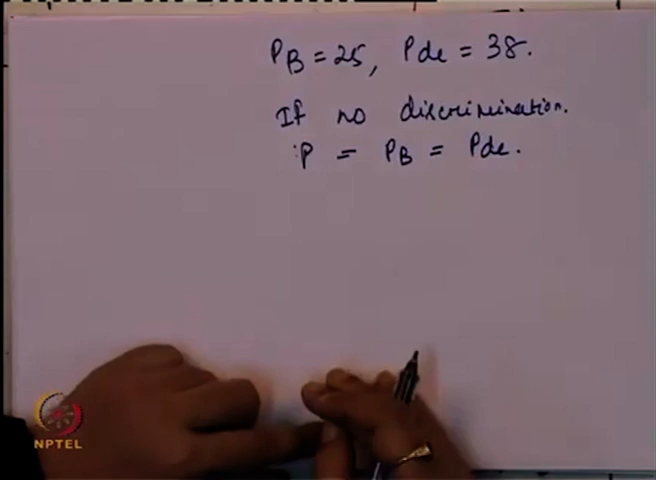 PB = 25, Pde = 38.
If no discrimination.
P = PB = Pde.
NPTEL